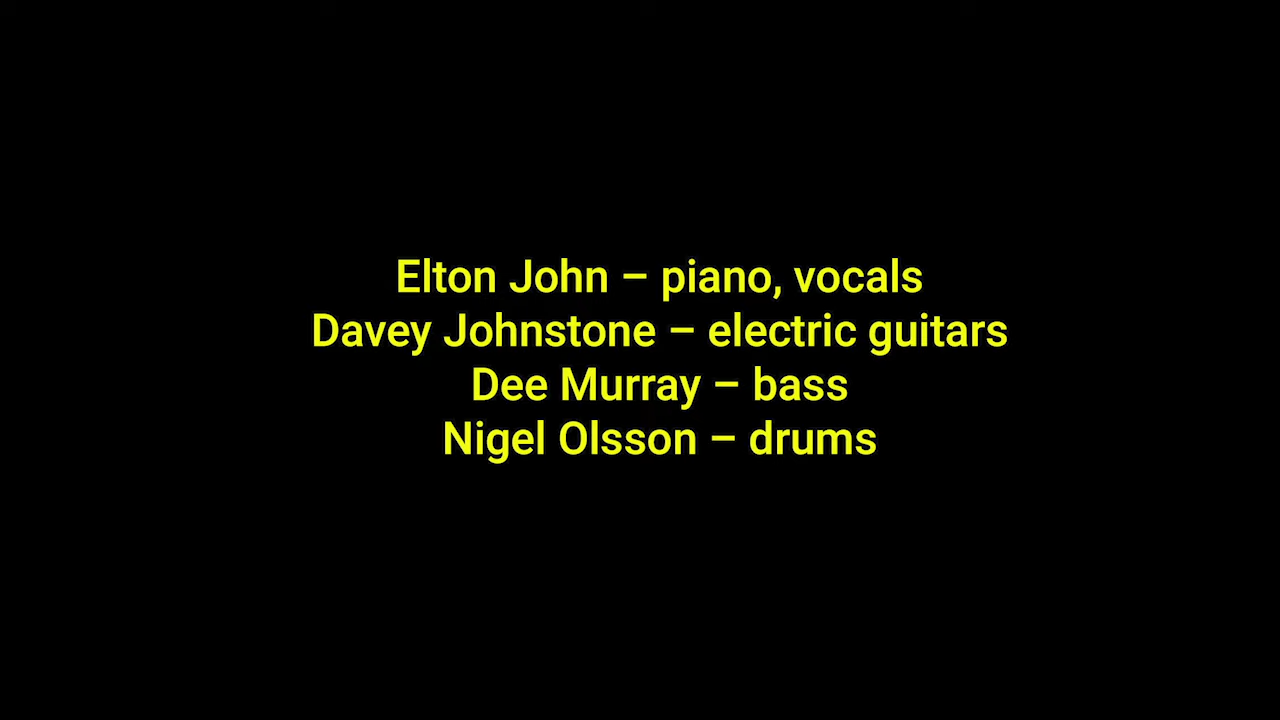 Elton John – piano, vocals
Davey Johnstone – electric guitars
Dee Murray – bass
Nigel Olsson – drums